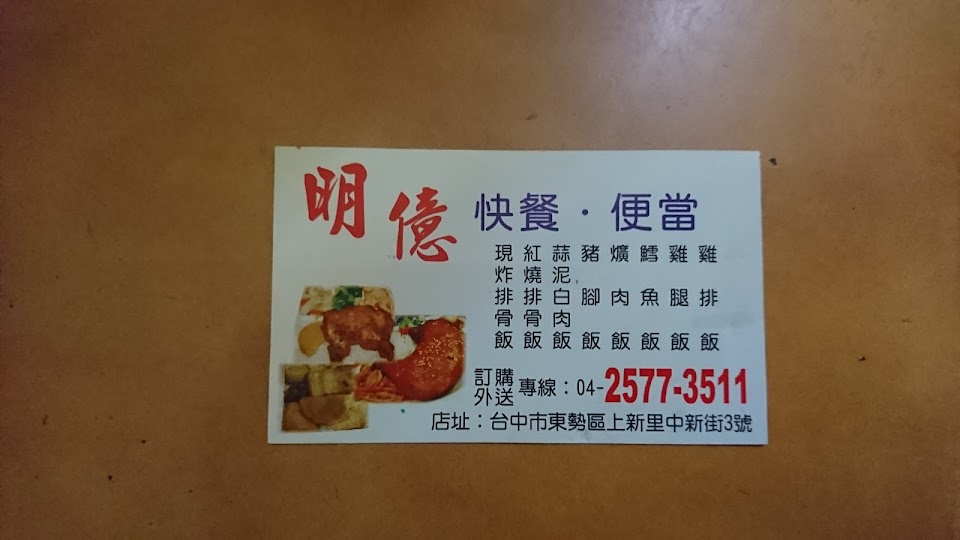 明億
快餐·便當
現炸排骨飯
紅燒排骨飯
蒜泥白肉飯
豬腳飯
爌肉飯
鱈魚飯
雞腿飯
雞排飯
訂購外送專線：04-2577-3511
店址：台中市東勢區上新里中新街3號